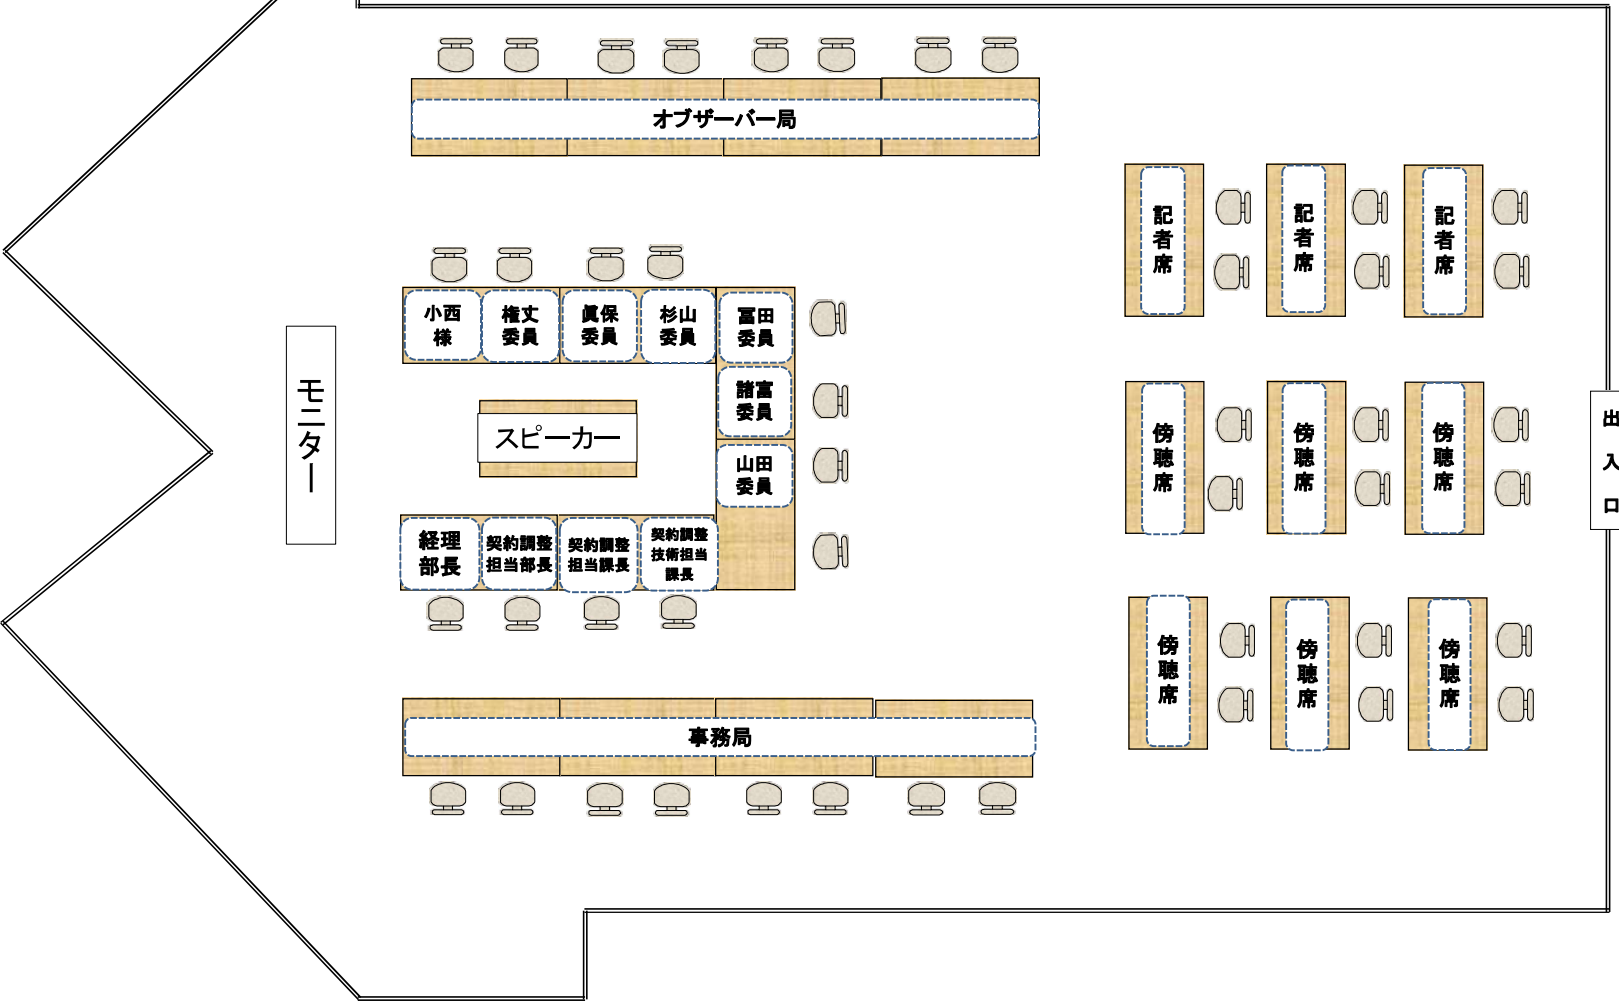 オブザーバー局
記者席
記者席
記者席
小西
様
権丈
委員
眞保
委員
杉山
委員
冨田
委員
諸富
委員
山田
委員
モニター
スピーカー
傍聴席
傍聴席
傍聴席
出入口
経理
部長
契約調整
担当部長
契約調整
担当課長
契約調整
技術担当
課長
傍聴席
傍聴席
傍聴席
事務局